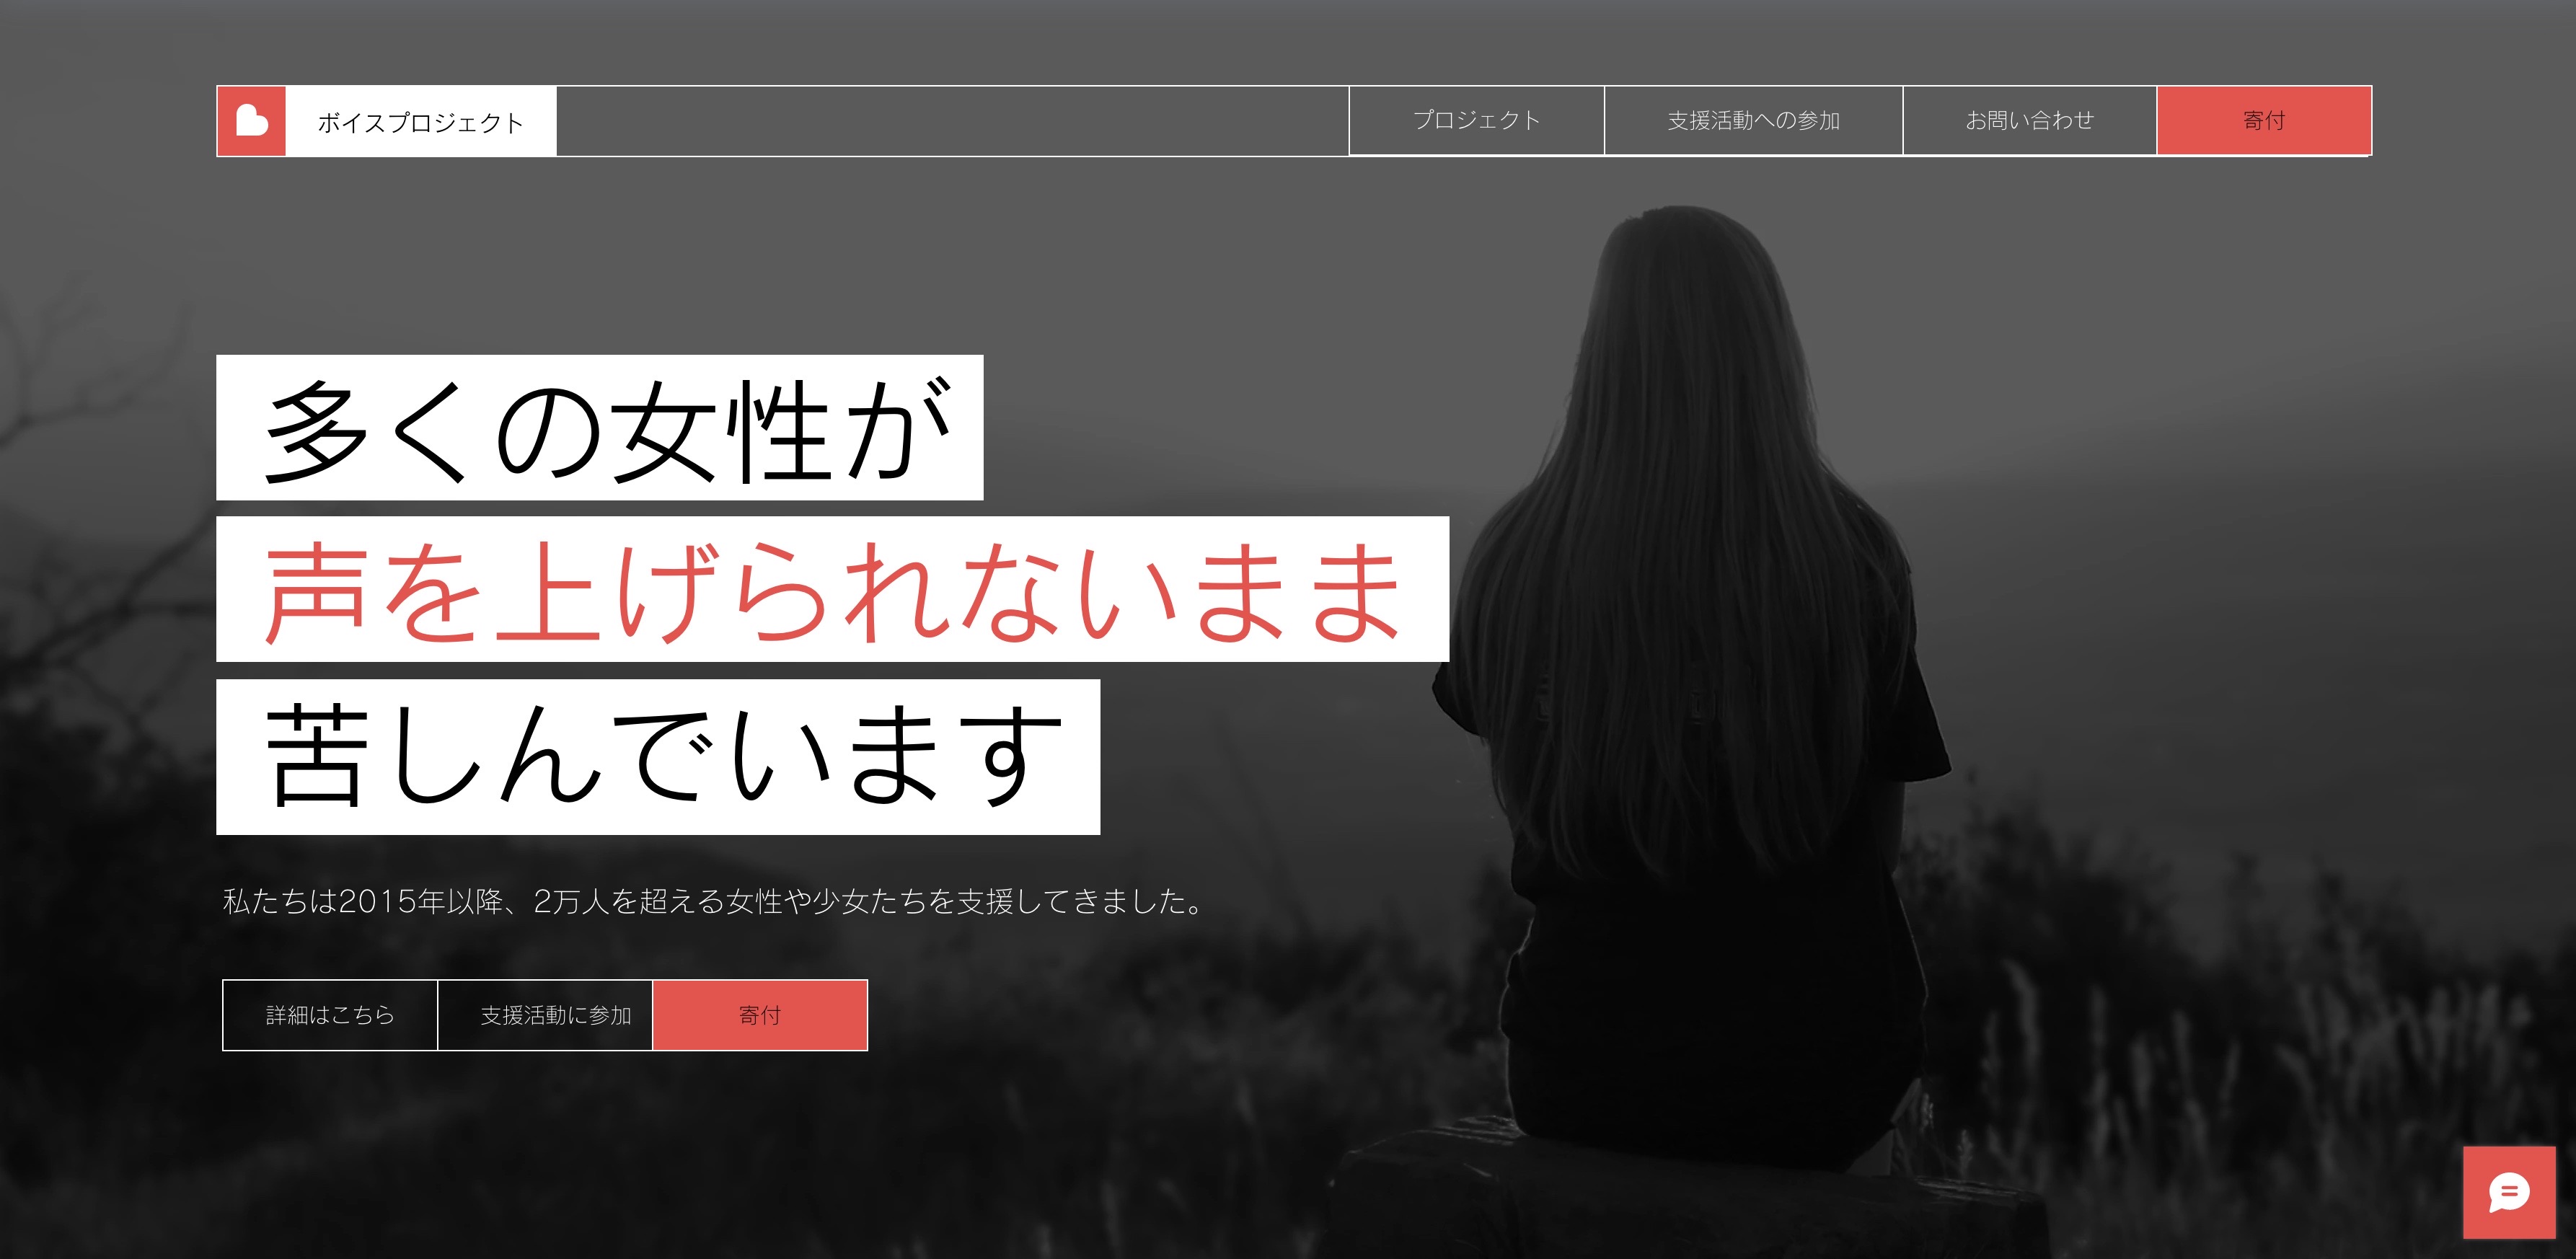 ボイスプロジェクト
プロジェクト
支援活動への参加
お問い合わせ
寄付
多くの女性が
声を上げられないまま
苦しんでいます
私たちは2015年以降、2万人を超える女性や少女たちを支援してきました。
詳細はこちら
支援活動に参加
寄付